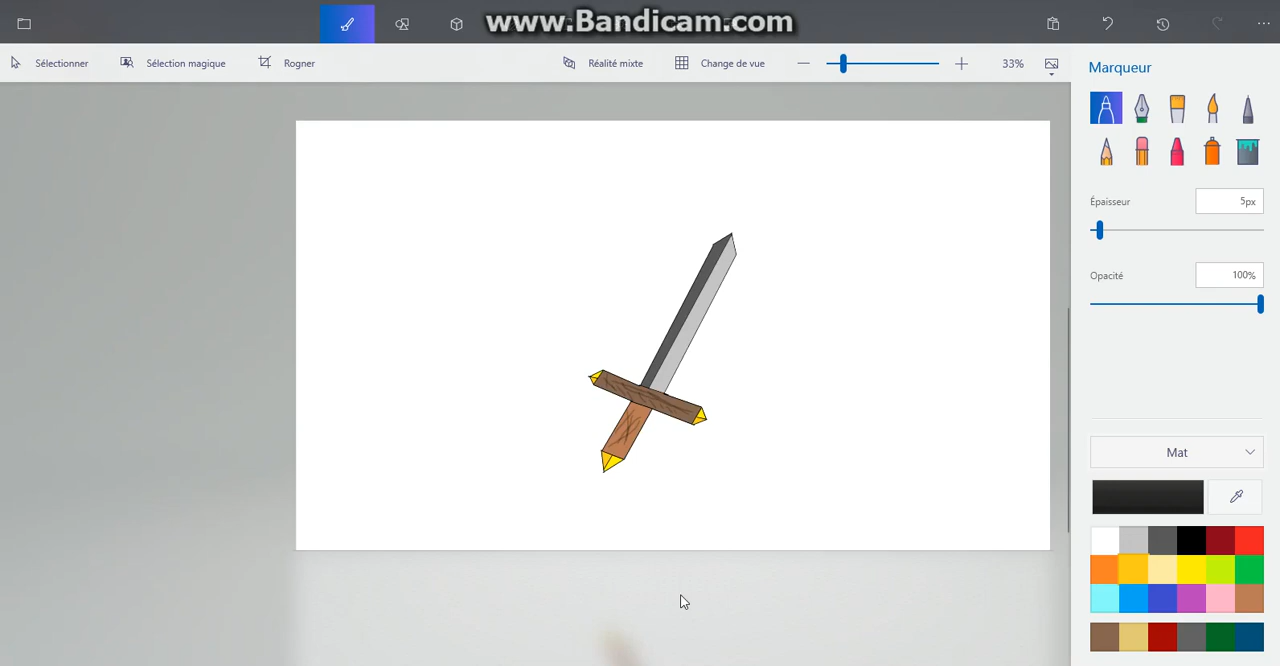 www.Bandicam.com
Sélectionner
Sélection magique
Rogner
Réalité mixte
Change de vue
33%
Marqueur
Épaisseur
5px
Opacité
100%
Mat